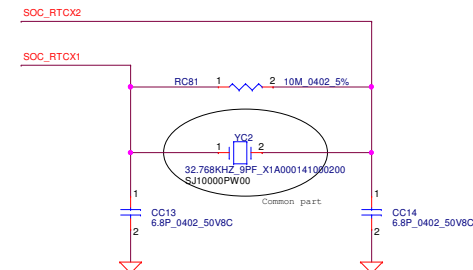 SOC_RTCX2
SOC_RTCX1
RC81 1 2 10M_0402_5%
YC2
1 2
32.768KHZ_9PF_X1A000141000200
SJ10000PW00
Common part
1 1
CC13 CC14
6.8P_0402_50V8C 6.8P_0402_50V8C
2 2